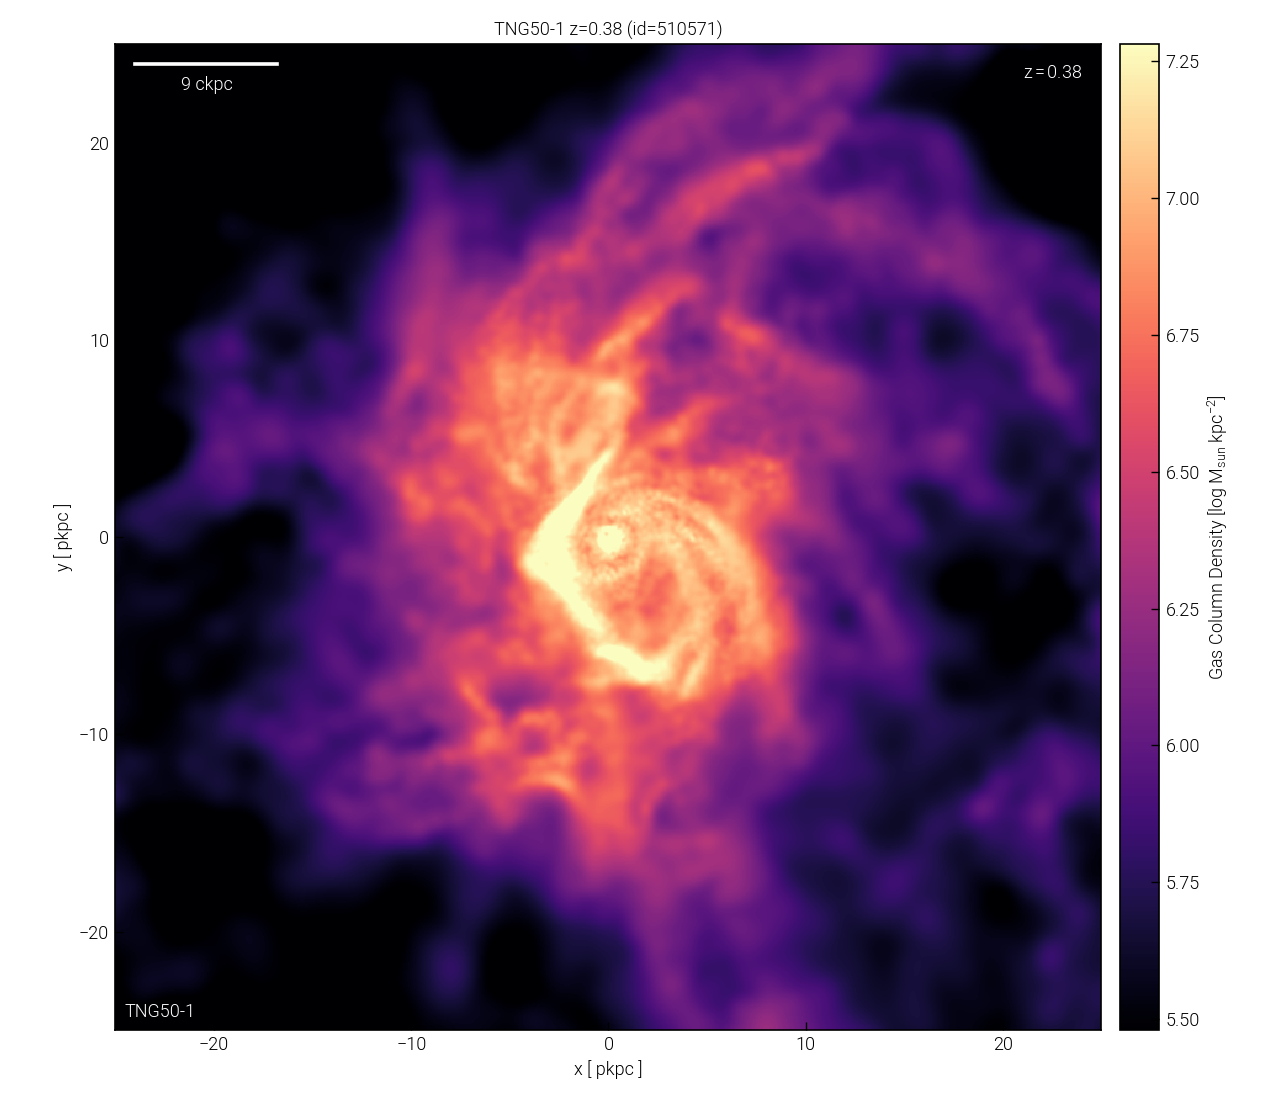 TNG50-1 z=0.38 (id=510571)
9 ckpc
z=0.38
TNG50-1
20
10
0
−10
−20
y [ pkpc ]
−20
−10
0
10
20
x [ pkpc ]
7.25
7.00
6.75
6.50
6.25
6.00
5.75
5.50
Gas Column Density [log M_sun kpc⁻²]